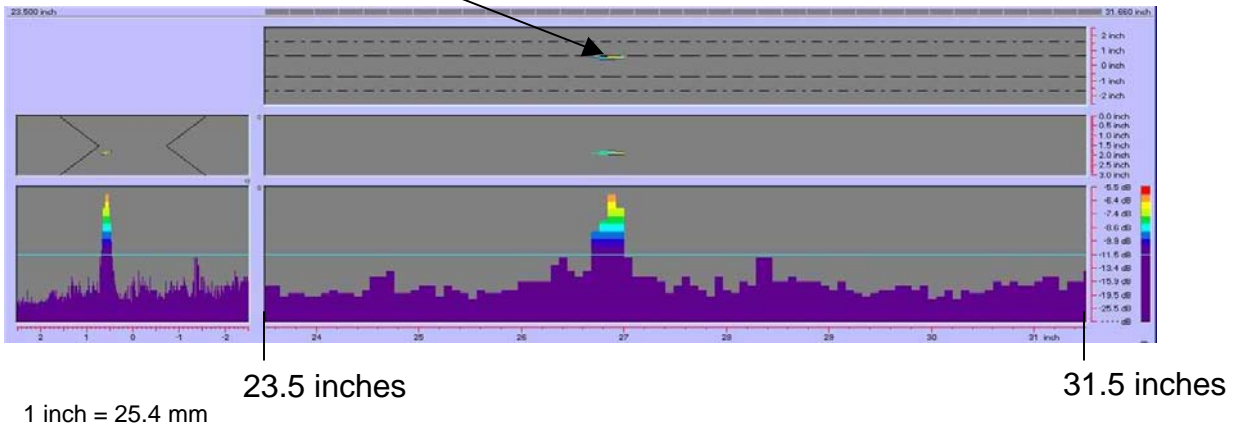 23.500 inch 31.660 inch
2 inch
1 inch
0 inch
-1 inch
-2 inch
0.0 inch
0.5 inch
1.0 inch
1.5 inch
2.0 inch
2.5 inch
3.0 inch
-5.5 dB
-6.4 dB
-7.4 dB
-8.6 dB
-9.9 dB
-11.5 dB
-13.4 dB
-15.9 dB
-19.5 dB
-25.5 dB
---- dB
2 1 0 -1 -2 24 25 26 27 28 29 30 31 inch
23.5 inches 31.5 inches
1 inch = 25.4 mm